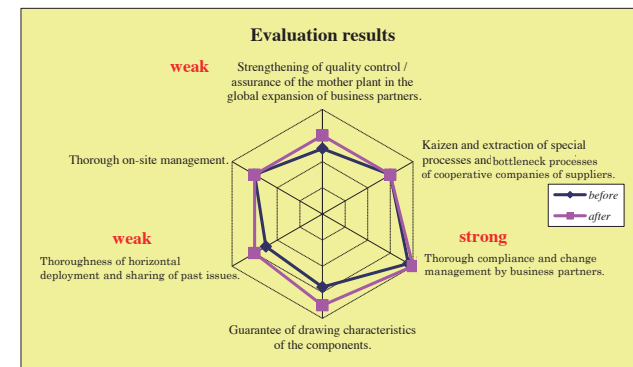 Evaluation results
weak
Strengthening of quality control /
assurance of the mother plant in the
global expansion of business partners.
Thorough on-site management.
Kaizen and extraction of special
processes and bottleneck processes
of cooperative companies of suppliers.
before
after
weak
strong
Thoroughness of horizontal
deployment and sharing of past issues.
Thorough compliance and change
management by business partners.
Guarantee of drawing characteristics
of the components.